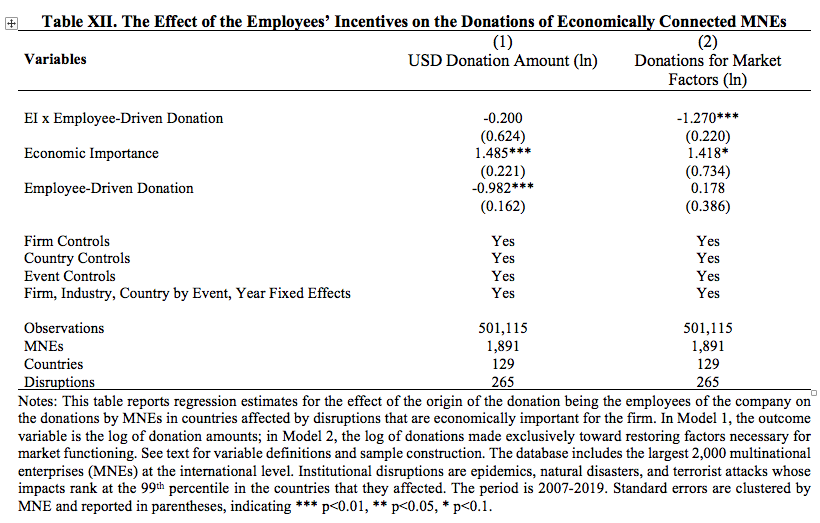 Table XII. The Effect of the Employees’ Incentives on the Donations of Economically Connected MNEs
(1) (2)
Variables USD Donation Amount (ln) Donations for Market
Factors (ln)
EI x Employee-Driven Donation -0.200 -1.270***
(0.624) (0.220)
Economic Importance 1.485*** 1.418*
(0.221) (0.734)
Employee-Driven Donation -0.982*** 0.178
(0.162) (0.386)
Firm Controls Yes Yes
Country Controls Yes Yes
Event Controls Yes Yes
Firm, Industry, Country by Event, Year Fixed Effects Yes Yes
Observations 501,115 501,115
MNEs 1,891 1,891
Countries 129 129
Disruptions 265 265
Notes: This table reports regression estimates for the effect of the origin of the donation being the employees of the company on
the donations by MNEs in countries affected by disruptions that are economically important for the firm. In Model 1, the outcome
variable is the log of donation amounts; in Model 2, the log of donations made exclusively toward restoring factors necessary for
market functioning. See text for variable definitions and sample construction. The database includes the largest 2,000 multinational
enterprises (MNEs) at the international level. Institutional disruptions are epidemics, natural disasters, and terrorist attacks whose
impacts rank at the 99th percentile in the countries that they affected. The period is 2007-2019. Standard errors are clustered by
MNE and reported in parentheses, indicating *** p<0.01, ** p<0.05, * p<0.1.